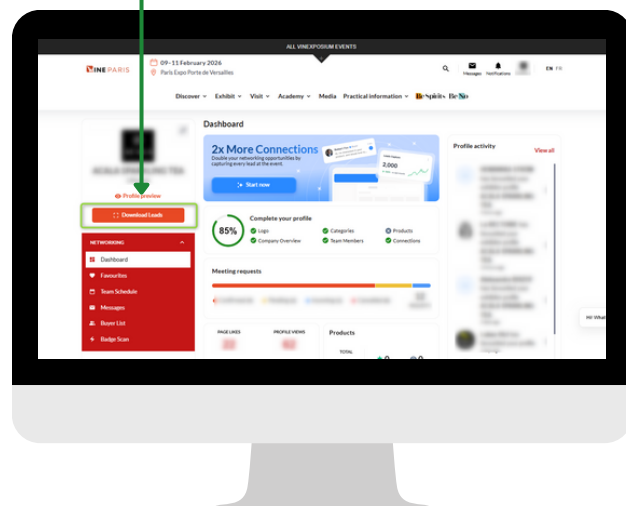 ALL VINEXPOSIUM EVENTS
WINE PARIS
09-11 February 2026
Paris Expo Porte de Versailles
Messages
Notifications
EN FR
Discover
Exhibit
Visit
Academy
Media
Practical information
Be Spirits
Be No
Profile preview
Download Leads
NETWORKING
Dashboard
Favourites
Team Schedule
Messages
Buyer List
Badge Scan
Dashboard
2x More Connections
Double your networking opportunities by
capturing every lead at the event.
Start now
2,000
85%
Complete your profile
Logo
Categories
Products
Company Overview
Team Members
Connections
Meeting requests
PAGE LIKES
PROFILE VIEWS
Products
TOTAL
0
0
Profile activity
View all
Hi! What